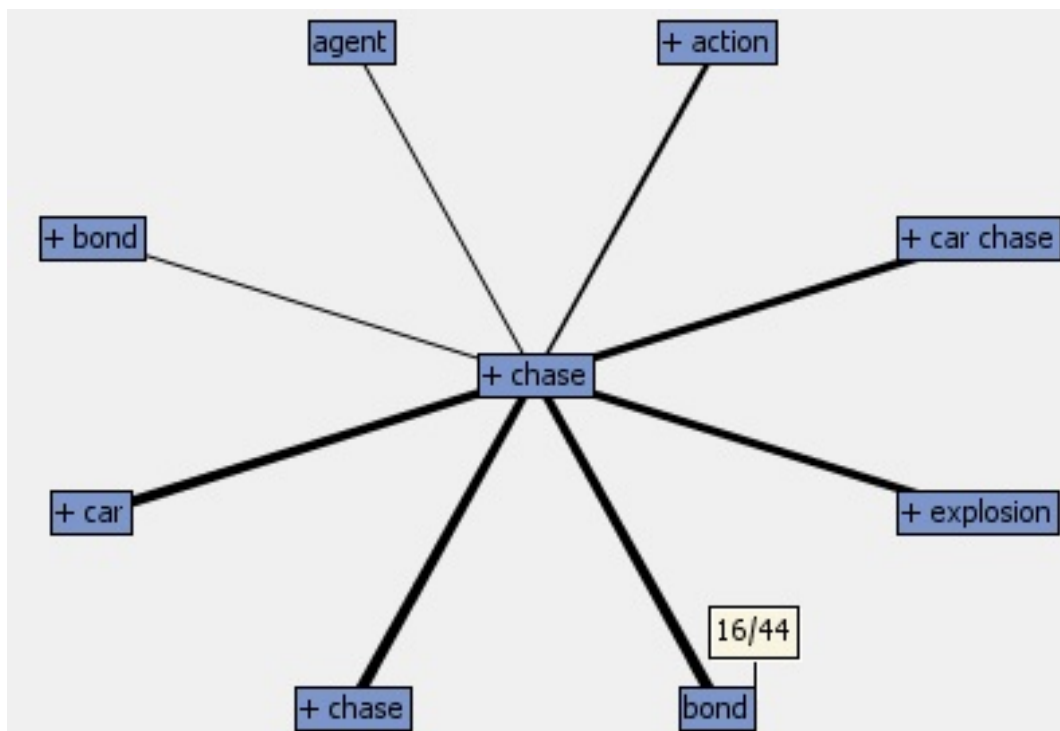 agent
+ action
+ bond
+ car chase
+ chase
+ car
+ explosion
16/44
+ chase
bond